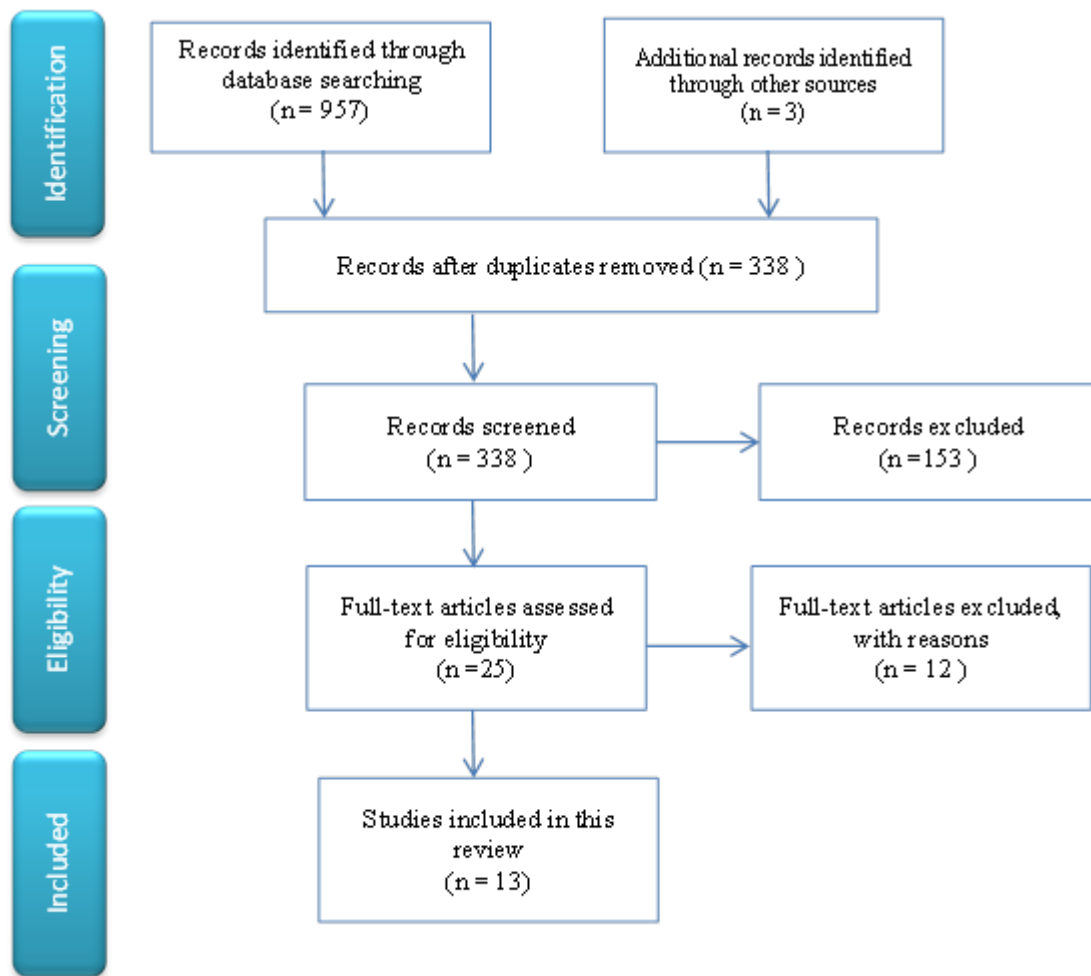 Identification
Records identified through
database searching
(n = 957)
Additional records identified
through other sources
(n = 3)
Records after duplicates removed (n = 338 )
Screening
Records screened
(n = 338 )
Records excluded
(n =153 )
Eligibility
Full-text articles assessed
for eligibility
(n =25)
Full-text articles excluded,
with reasons
(n = 12 )
Included
Studies included in this
review
(n = 13)